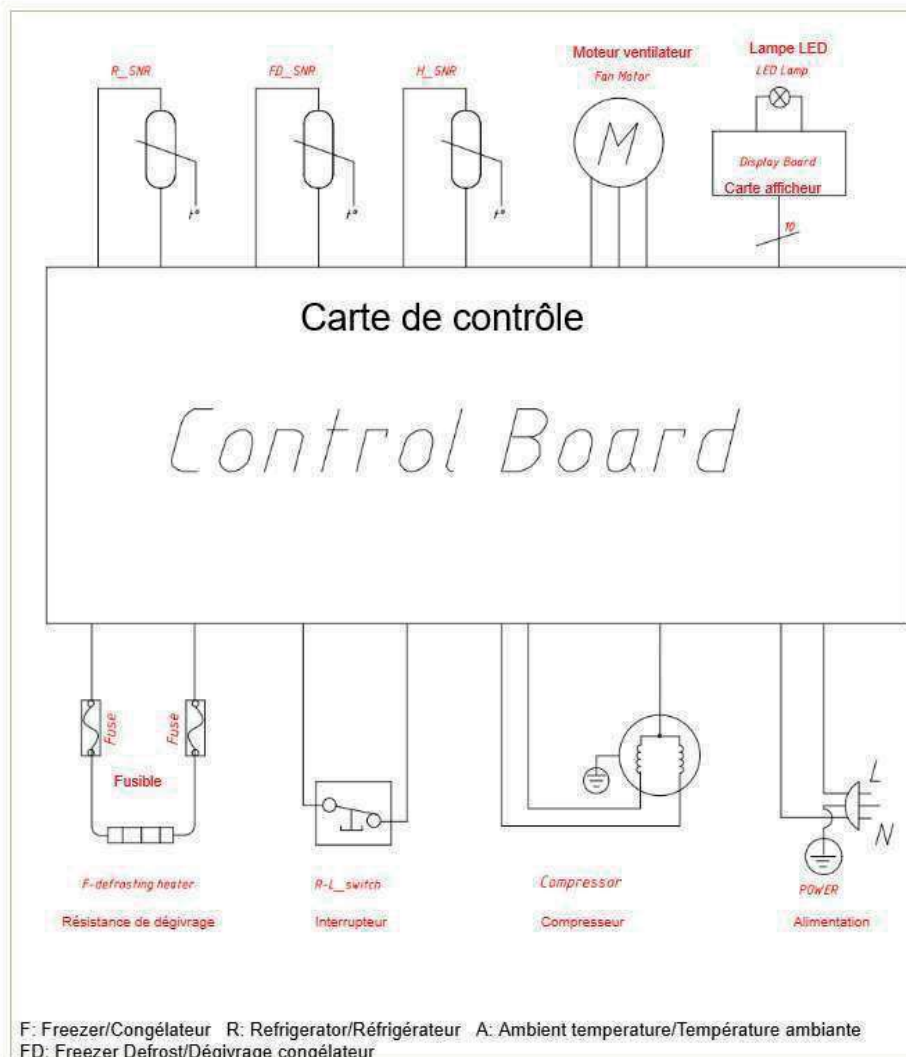 Moteur ventilateur
Lampe LED
R_SNR
FD_SNR
H_SNR
Fan Motor
LED Lamp
M
Display Board
Carte afficheur
t°
t°
t°
10
Carte de contrôle
Control Board
Fuse
Fuse
Fusible
L
N
F-defrosting heater
R-L_switch
Compressor
POWER
Résistance de dégivrage
Interrupteur
Compresseur
Alimentation
F: Freezer/Congélateur R: Refrigerator/Réfrigérateur A: Ambient temperature/Température ambiante
FD: Freezer Defrost/Dégivrage congélateur